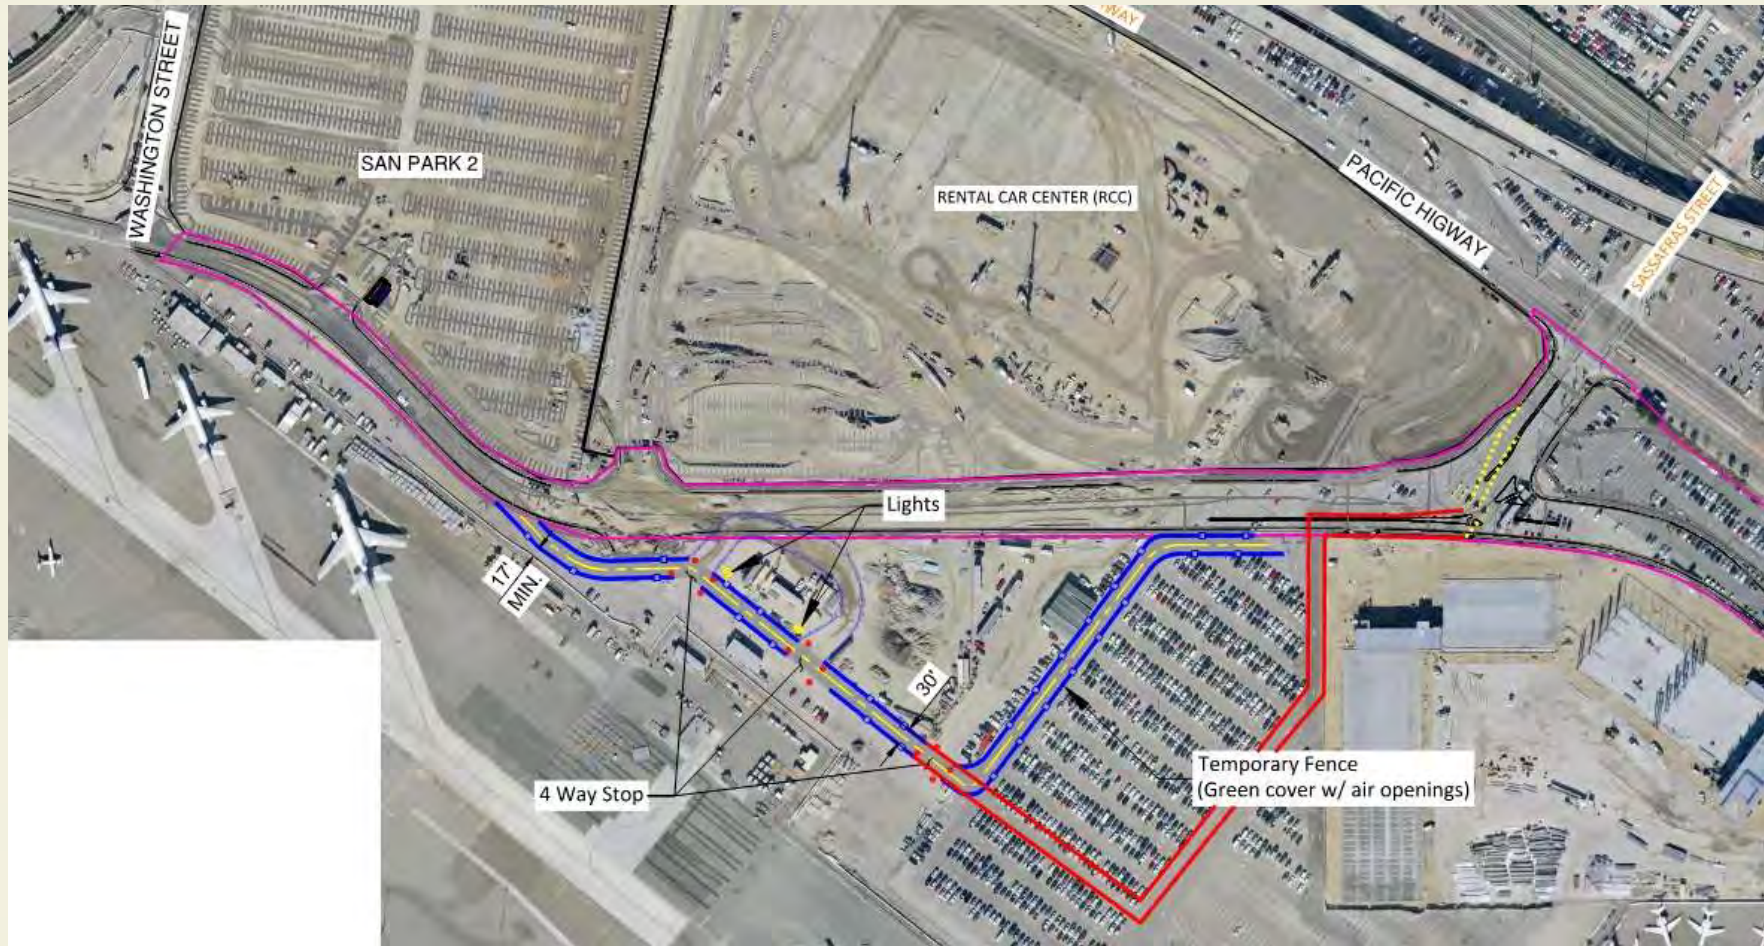 WAY
WASHINGTON STREET
SAN PARK 2
RENTAL CAR CENTER (RCC)
PACIFIC HIGWAY
SASSAFRAS STREET
Lights
17'
MIN.
30'
4 Way Stop
Temporary Fence
(Green cover w/ air openings)